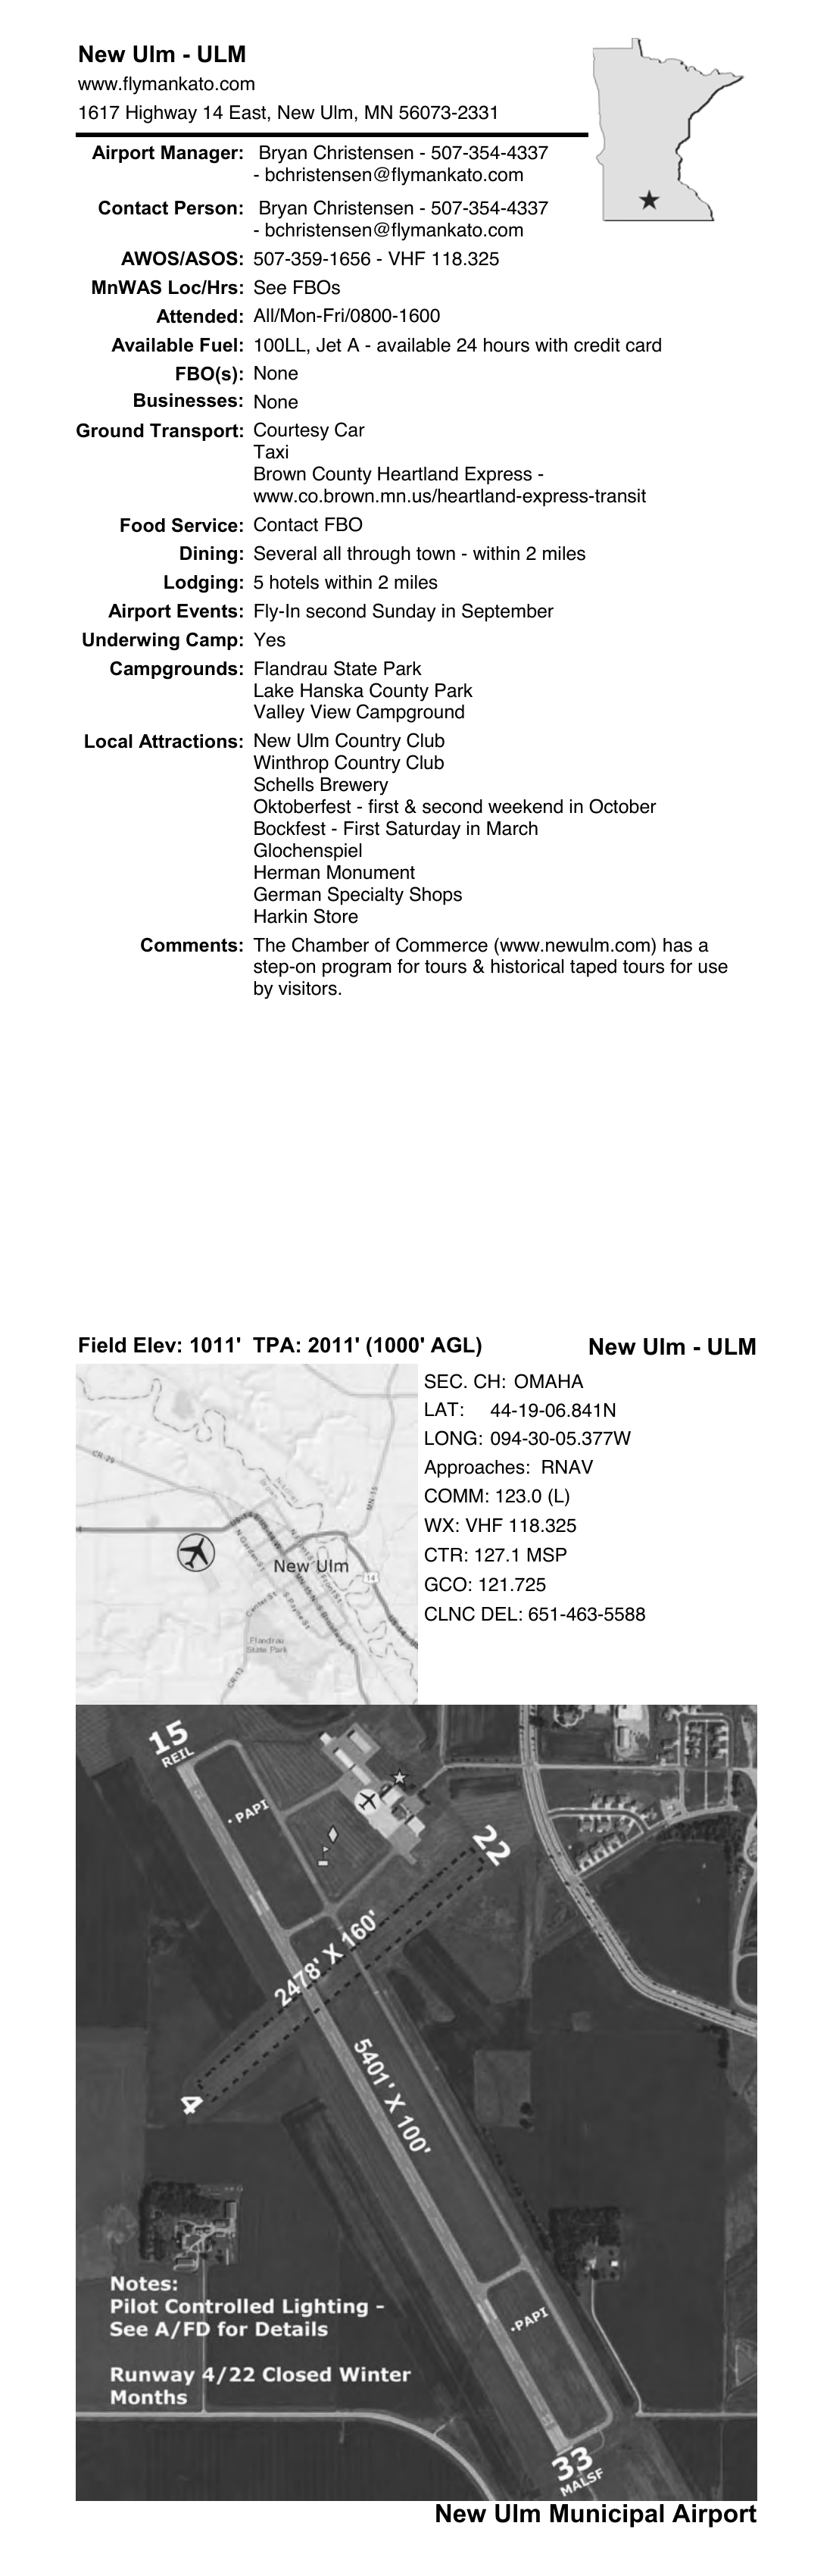 New Ulm - ULM
www.flymankato.com
1617 Highway 14 East, New Ulm, MN 56073-2331
Airport Manager: Bryan Christensen - 507-354-4337
- bchristensen@flymankato.com
Contact Person: Bryan Christensen - 507-354-4337
- bchristensen@flymankato.com
AWOS/ASOS: 507-359-1656 - VHF 118.325
MnWAS Loc/Hrs: See FBOs
Attended: All/Mon-Fri/0800-1600
Available Fuel: 100LL, Jet A - available 24 hours with credit card
FBO(s): None
Businesses: None
Ground Transport: Courtesy Car
Taxi
Brown County Heartland Express -
www.co.brown.mn.us/heartland-express-transit
Food Service: Contact FBO
Dining: Several all through town - within 2 miles
Lodging: 5 hotels within 2 miles
Airport Events: Fly-In second Sunday in September
Underwing Camp: Yes
Campgrounds: Flandrau State Park
Lake Hanska County Park
Valley View Campground
Local Attractions: New Ulm Country Club
Winthrop Country Club
Schells Brewery
Oktoberfest - first & second weekend in October
Bockfest - First Saturday in March
Glochenspiel
Herman Monument
German Specialty Shops
Harkin Store
Comments: The Chamber of Commerce (www.newulm.com) has a
step-on program for tours & historical taped tours for use
by visitors.
Field Elev: 1011' TPA: 2011' (1000' AGL)
New Ulm - ULM
SEC. CH: OMAHA
LAT: 44-19-06.841N
LONG: 094-30-05.377W
Approaches: RNAV
COMM: 123.0 (L)
WX: VHF 118.325
CTR: 127.1 MSP
GCO: 121.725
CLNC DEL: 651-463-5588
CR-29
MN-15
New Ulm
Center St
Flandrau
State Park
CR-13
15
REIL
PAPI
22
2478' X 160'
5401' X 100'
4
Notes:
Pilot Controlled Lighting -
See A/FD for Details
Runway 4/22 Closed Winter
Months
PAPI
33
MALSF
New Ulm Municipal Airport